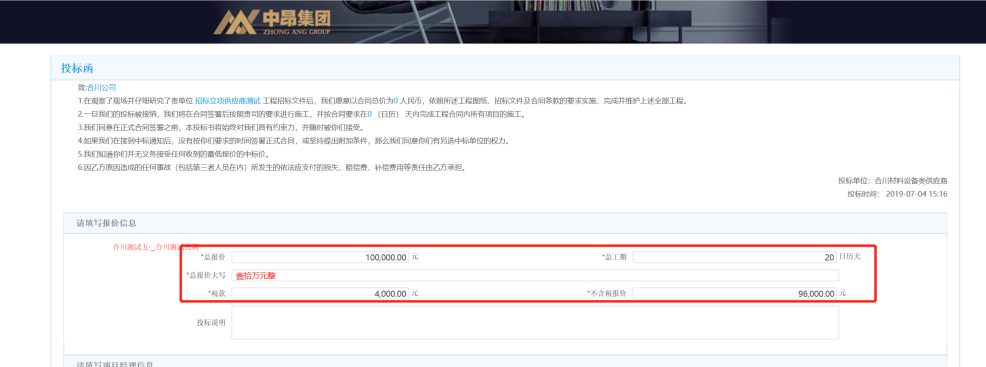 中昂集团
ZHONG ANG GROUP
投标函
致:合川公司
1.在观察了现场并仔细研究了贵单位 招标立项供应商测试 工程招标文件后，我们愿意以合同总价为0 人民币，依照所述工程图纸、招标文件及合同条款的要求实施、完成并维护上述全部工程。
2.一旦我们的投标被接纳，我们将在合同签署后按照贵司的要求进行施工，并按合同要求在0 （日历） 天内完成工程合同内所有项目的施工。
3.我们同意在正式合同签署之前，本投标书将始终对我们具有约束力，并随时被你们接受。
4.如果我们在接到中标通知后，没有按你们要求的时间签署正式合同，或坚持提出附加条件，那么我们同意你们有另选中标单位的权力。
5.我们知道你们并无义务接受任何收到的最低报价的中标价。
6.因乙方原因造成的任何事故（包括第三者人员在内）所发生的依法应支付的损失、赔偿费、补偿费用等责任由乙方承担。
投标单位：合川材料设备类供应商
投标时间： 2019-07-04 15:16
请填写报价信息
合川测试五-_合川测试
*总报价 100,000.00 元 *总工期 20 日历天
*总报价大写 壹拾万元整
*税款 4,000.00 元 *不含税报价 96,000.00 元
投标说明
请填写项目经理信息